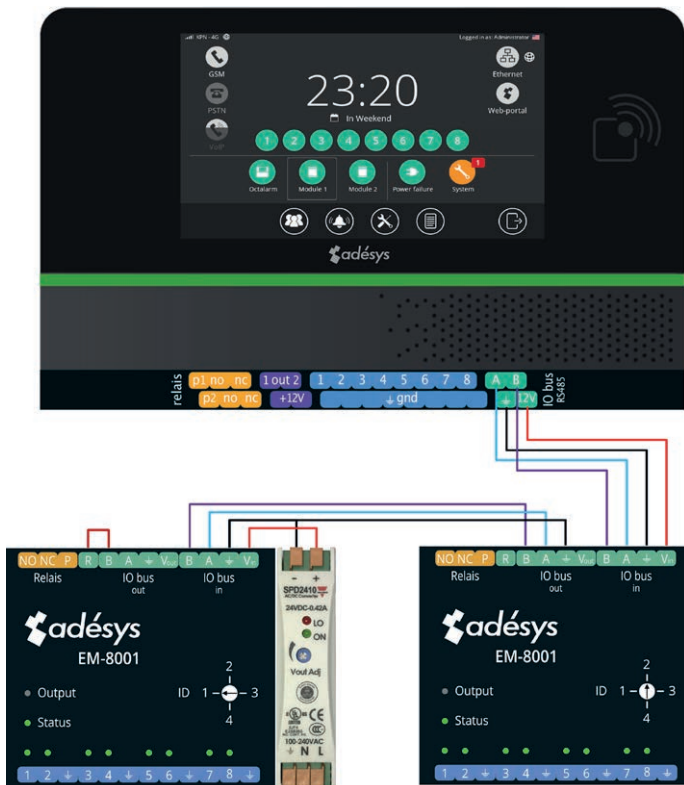 VPN - 4G
Logged in as: Administrator
GSM
PSTN
VoIP
23:20
In Weekend
Ethernet
Web-portal
1 2 3 4 5 6 7 8
Octalarm
Module 1
Module 2
Power failure
System
1
adésys
relais
p1 no nc
1 out 2
1 2 3 4 5 6 7 8
A B
p2 no nc
+12V
gnd
12V
IO bus
RS485
NO NC P R B A Vout B A Vin
Relais
IO bus
out
IO bus
in
adésys
EM-8001
Output
Status
ID 1 2 3 4
1 2 3 4 5 6 7 8
- +
SPD2410
AC/DC Converter
24VDC-0.42A
LO
ON
Vout Adj
100-240VAC
N L
NO NC P R B A Vout B A Vin
Relais
IO bus
out
IO bus
in
adésys
EM-8001
Output
Status
ID 1 2 3 4
1 2 3 4 5 6 7 8